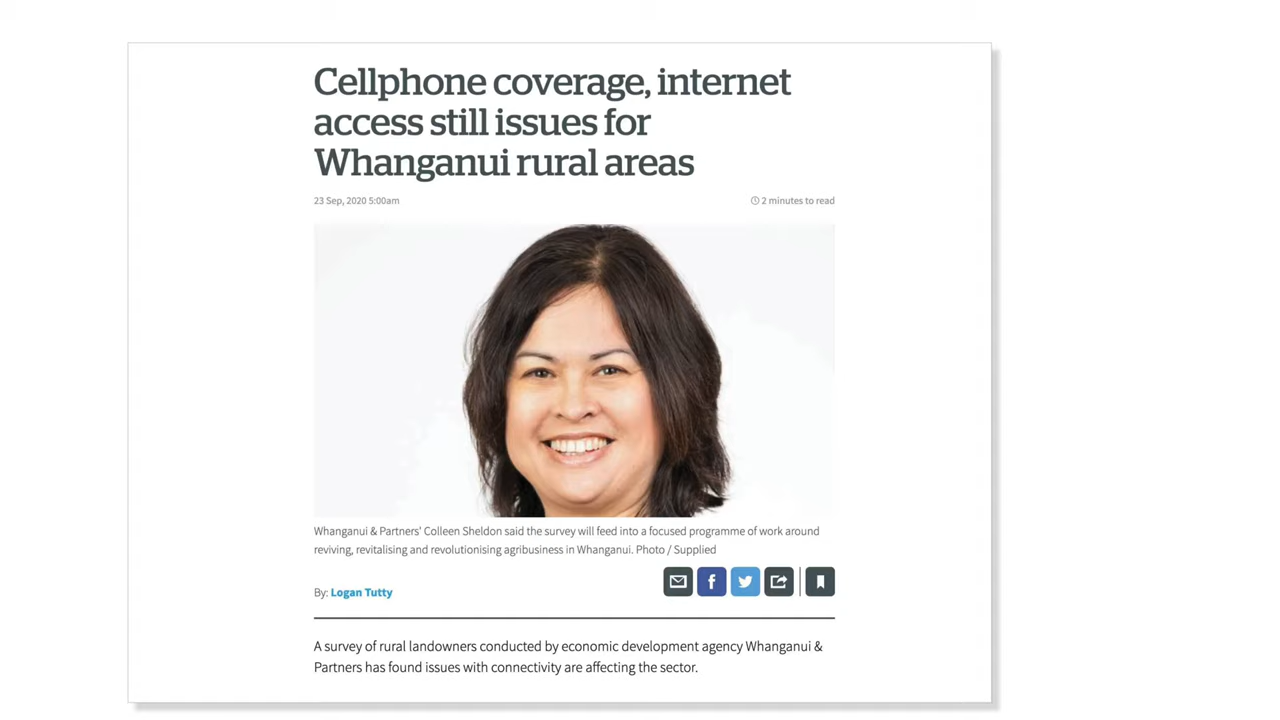 Cellphone coverage, internet
access still issues for
Whanganui rural areas
23 Sep, 2020 5:00am
2 minutes to read
Whanganui & Partners' Colleen Sheldon said the survey will feed into a focused programme of work around
reviving, revitalising and revolutionising agribusiness in Whanganui. Photo / Supplied
By: Logan Tutty
A survey of rural landowners conducted by economic development agency Whanganui &
Partners has found issues with connectivity are affecting the sector.